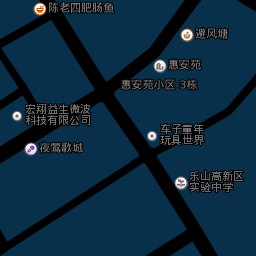 陈老四肥肠鱼
避风塘
惠安苑
惠安苑小区-3栋
宏翔益生微波
科技有限公司
车子童年
玩具世界
夜莺歌城
乐山高新区
实验中学